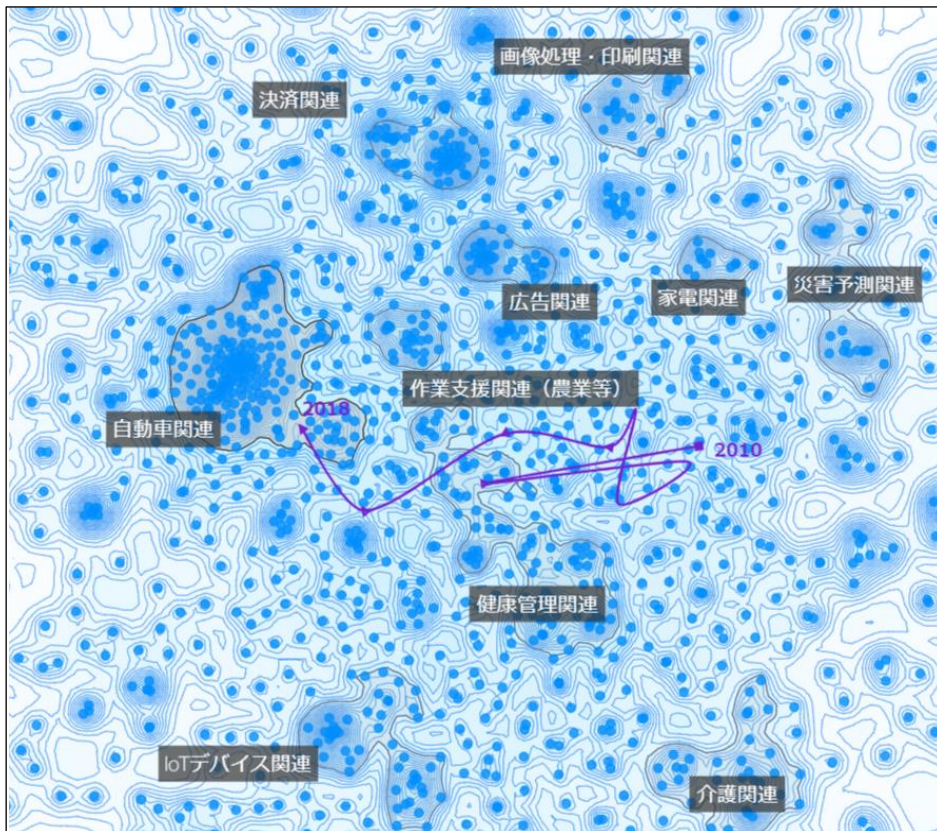 画像処理・印刷関連
決済関連
災害予測関連
広告関連
家電関連
作業支援関連（農業等）
2018
自動車関連
2010
健康管理関連
IoTデバイス関連
介護関連